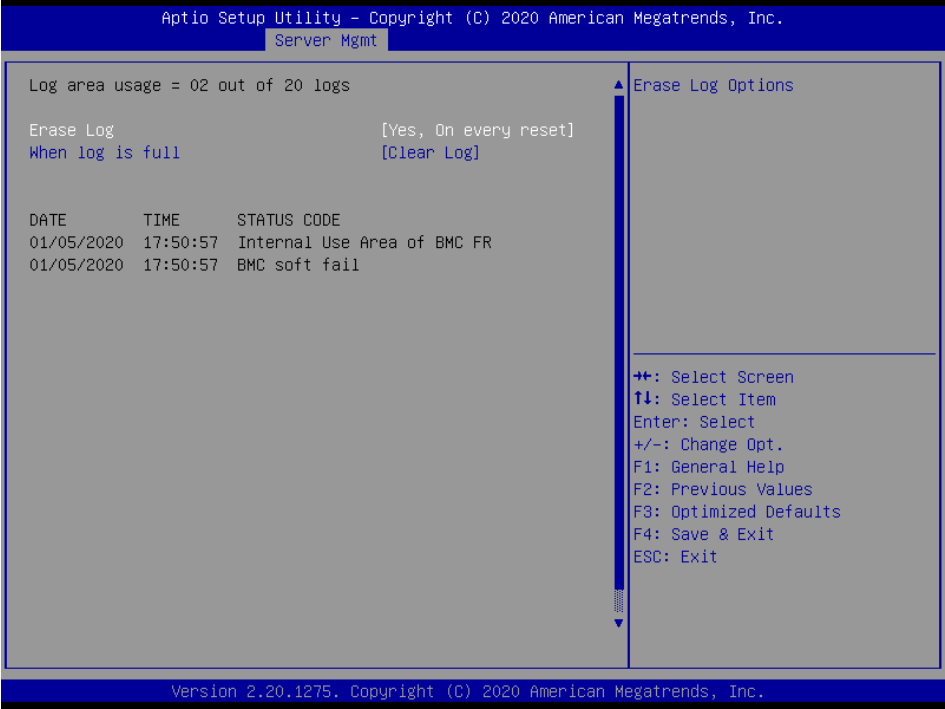 Aptio Setup Utility – Copyright (C) 2020 American Megatrends, Inc.
Server Mgmt
Log area usage = 02 out of 20 logs
Erase Log [Yes, On every reset]
When log is full [Clear Log]
DATE TIME STATUS CODE
01/05/2020 17:50:57 Internal Use Area of BMC FR
01/05/2020 17:50:57 BMC soft fail
Erase Log Options
→←: Select Screen
↑↓: Select Item
Enter: Select
+/-: Change Opt.
F1: General Help
F2: Previous Values
F3: Optimized Defaults
F4: Save & Exit
ESC: Exit
Version 2.20.1275. Copyright (C) 2020 American Megatrends, Inc.